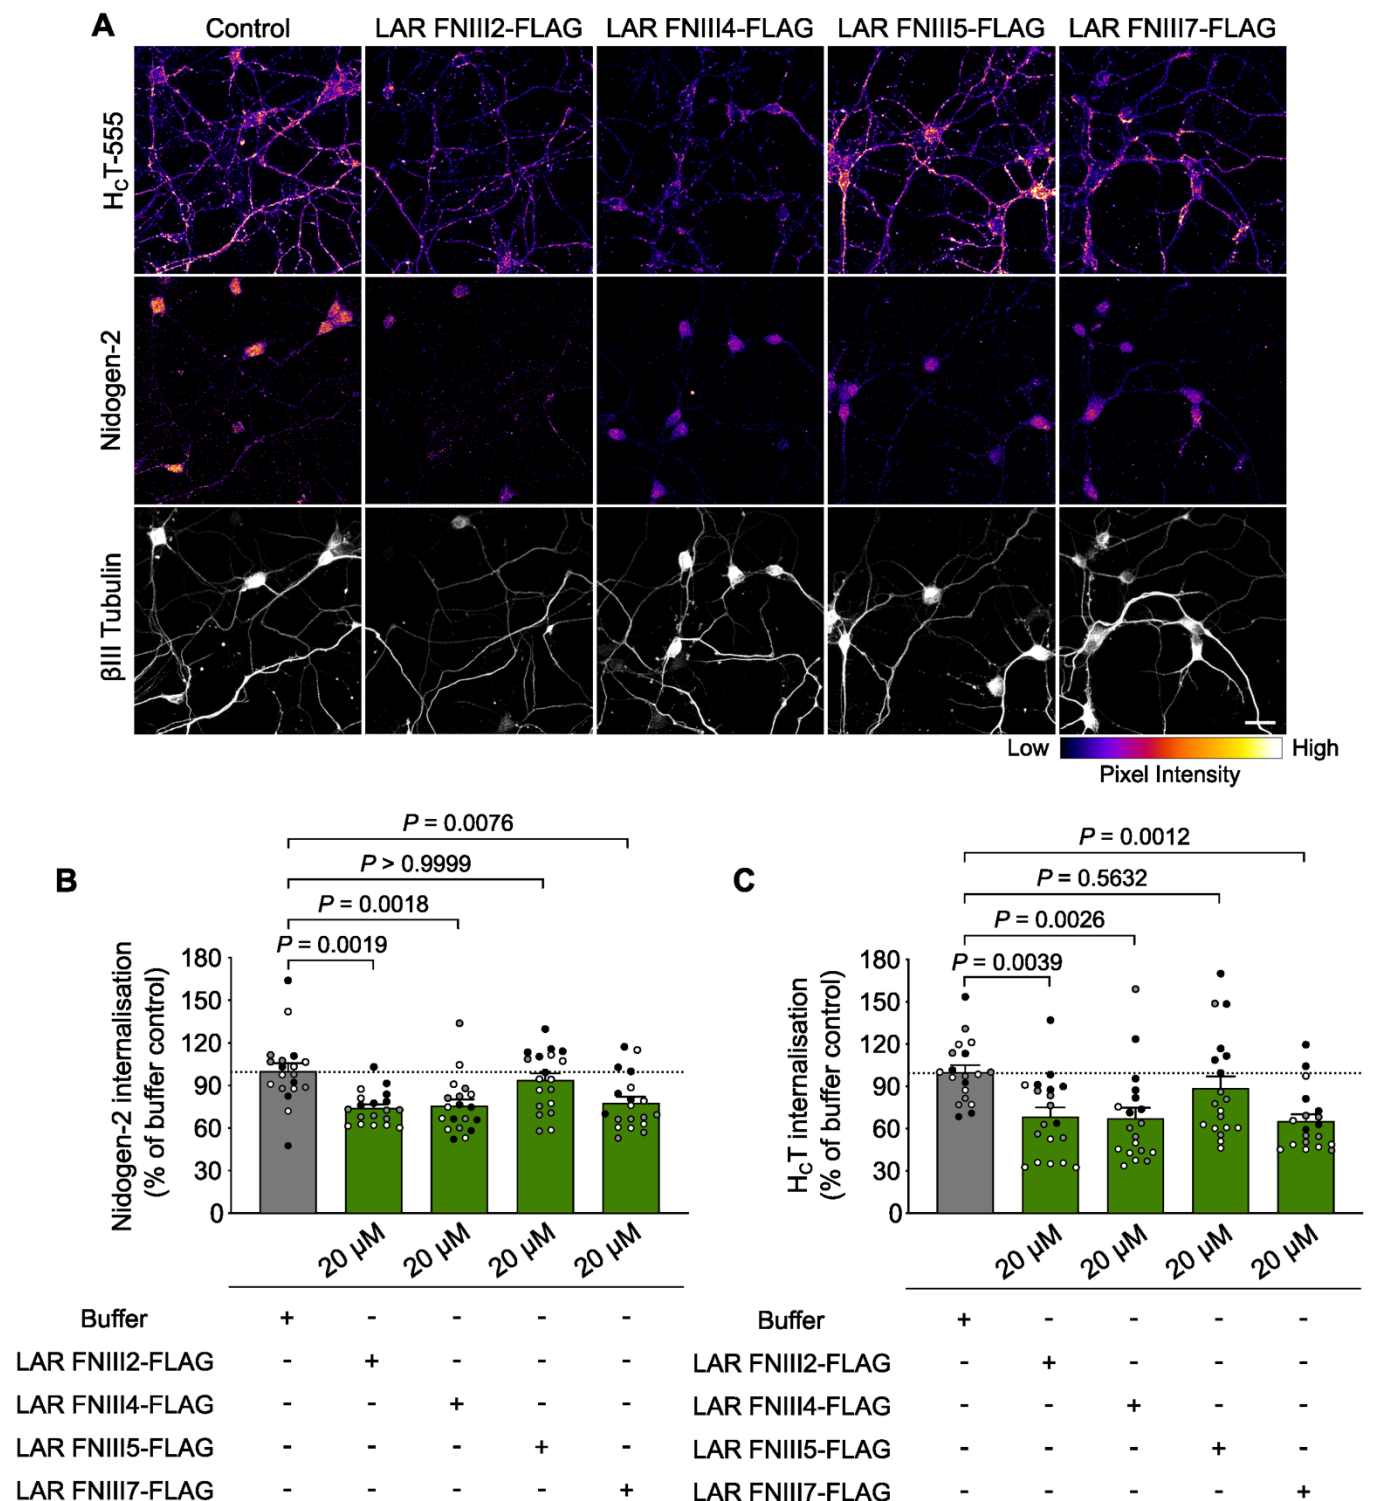 A
Control LAR FNIII2-FLAG LAR FNIII4-FLAG LAR FNIII5-FLAG LAR FNIII7-FLAG
HCT-555
Nidogen-2
βIII Tubulin
Low High
Pixel Intensity
B
P = 0.0076
P > 0.9999
P = 0.0018
P = 0.0019
Nidogen-2 internalisation
(% of buffer control)
180
150
120
90
60
30
0
20 μM 20 μM 20 μM 20 μM
Buffer + - - - -
LAR FNIII2-FLAG - + - - -
LAR FNIII4-FLAG - - + - -
LAR FNIII5-FLAG - - - + -
LAR FNIII7-FLAG - - - - +
C
P = 0.0012
P = 0.5632
P = 0.0026
P = 0.0039
HCT internalisation
(% of buffer control)
180
150
120
90
60
30
0
20 μM 20 μM 20 μM 20 μM
Buffer + - - - -
LAR FNIII2-FLAG - + - - -
LAR FNIII4-FLAG - - + - -
LAR FNIII5-FLAG - - - + -
LAR FNIII7-FLAG - - - - +